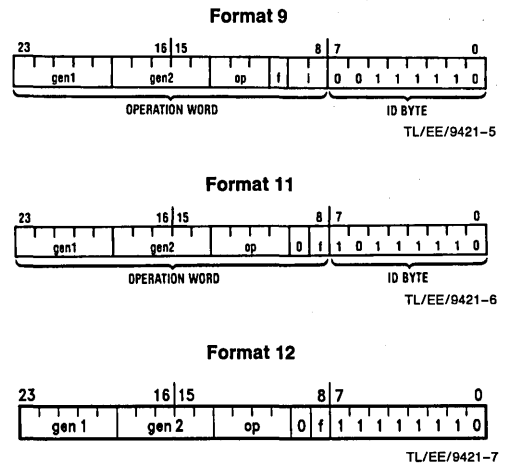 Format 9
23 16 15 8 7 0
gen1 gen2 op f i 0 0 1 1 1 1 1 0
OPERATION WORD ID BYTE
TL/EE/9421-5
Format 11
23 16 15 8 7 0
gen1 gen2 op 0 f 1 0 1 1 1 1 1 0
OPERATION WORD ID BYTE
TL/EE/9421-6
Format 12
23 16 15 8 7 0
gen 1 gen 2 op 0 f 1 1 1 1 1 1 1 0
TL/EE/9421-7